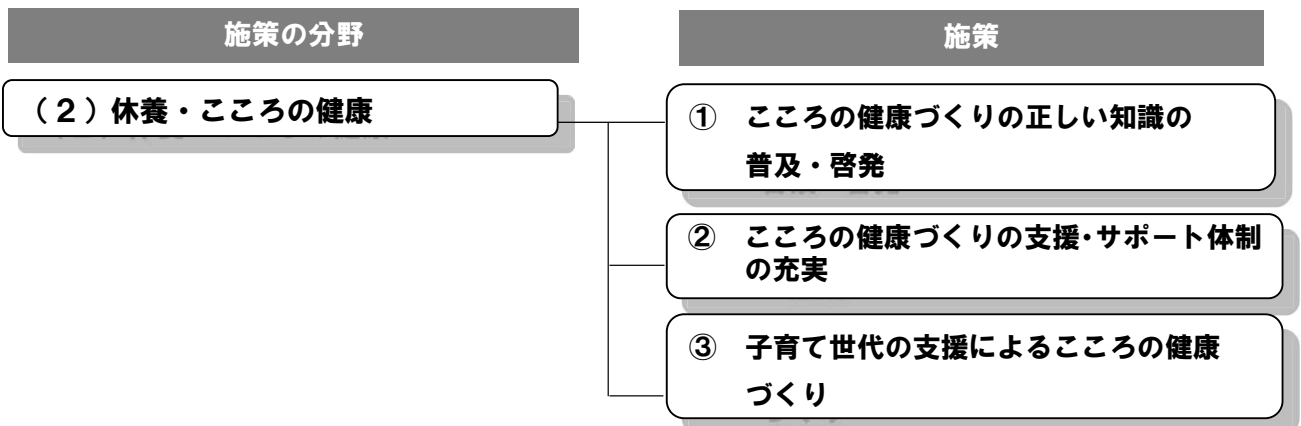 施策の分野
施策
（２）休養・こころの健康
① こころの健康づくりの正しい知識の
普及・啓発
② こころの健康づくりの支援・サポート体制
の充実
③ 子育て世代の支援によるこころの健康
づくり